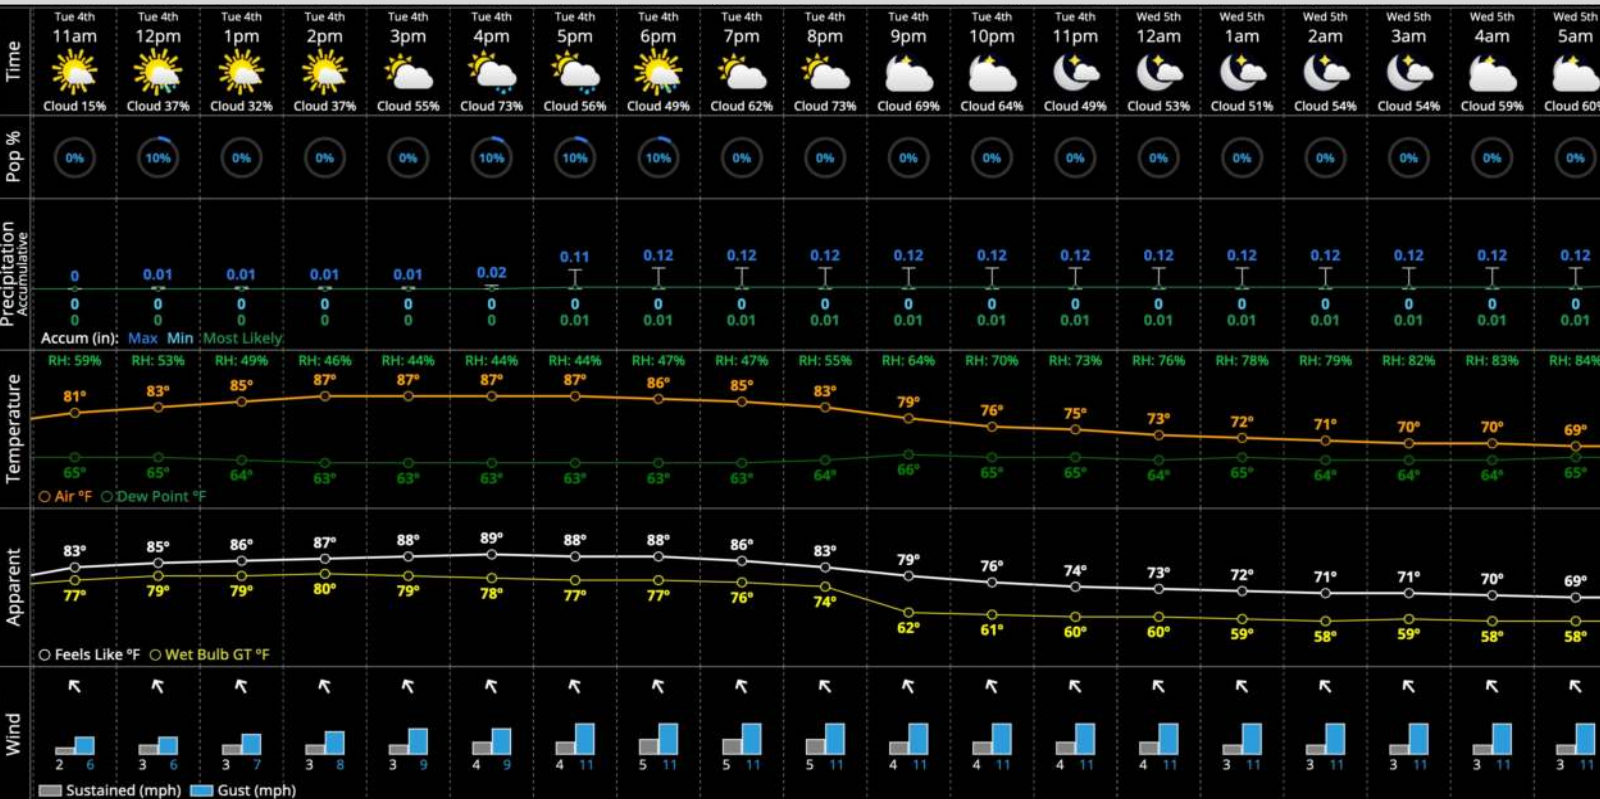 Time
Tue 4th Tue 4th Tue 4th Tue 4th Tue 4th Tue 4th Tue 4th Tue 4th Tue 4th Tue 4th Tue 4th Tue 4th Tue 4th Wed 5th Wed 5th Wed 5th Wed 5th Wed 5th Wed 5th
11am 12pm 1pm 2pm 3pm 4pm 5pm 6pm 7pm 8pm 9pm 10pm 11pm 12am 1am 2am 3am 4am 5am
Cloud 15% Cloud 37% Cloud 32% Cloud 37% Cloud 55% Cloud 73% Cloud 56% Cloud 49% Cloud 62% Cloud 73% Cloud 69% Cloud 64% Cloud 49% Cloud 53% Cloud 51% Cloud 54% Cloud 54% Cloud 59% Cloud 60%
Pop %
0% 10% 0% 0% 0% 10% 10% 10% 0% 0% 0% 0% 0% 0% 0% 0% 0% 0% 0%
Precipitation
Accumulative
0 0.01 0.01 0.01 0.01 0.02 0.11 0.12 0.12 0.12 0.12 0.12 0.12 0.12 0.12 0.12 0.12 0.12 0.12
0 0 0 0 0 0 0 0 0 0 0 0 0 0 0 0 0 0 0
0 0 0 0 0 0 0.01 0.01 0.01 0.01 0.01 0.01 0.01 0.01 0.01 0.01 0.01 0.01 0.01
Accum (in): Max Min Most Likely
Temperature
RH: 59% RH: 53% RH: 49% RH: 46% RH: 44% RH: 44% RH: 44% RH: 47% RH: 47% RH: 55% RH: 64% RH: 70% RH: 73% RH: 76% RH: 78% RH: 79% RH: 82% RH: 83% RH: 84%
81° 83° 85° 87° 87° 87° 87° 86° 85° 83° 79° 76° 75° 73° 72° 71° 70° 70° 69°
65° 65° 64° 63° 63° 63° 63° 63° 63° 64° 66° 65° 65° 64° 65° 64° 64° 64° 65°
Air °F Dew Point °F
Apparent
83° 85° 86° 87° 88° 89° 88° 88° 86° 83° 79° 76° 74° 73° 72° 71° 71° 70° 69°
77° 79° 79° 80° 79° 78° 77° 77° 76° 74° 62° 61° 60° 60° 59° 58° 59° 58° 58°
Feels Like °F Wet Bulb GT °F
Wind
2 6 3 6 3 7 3 8 3 9 4 9 4 11 5 11 5 11 5 11 4 11 4 11 4 11 4 11 3 11 3 11 3 11 4 11 3 11
Sustained (mph) Gust (mph)